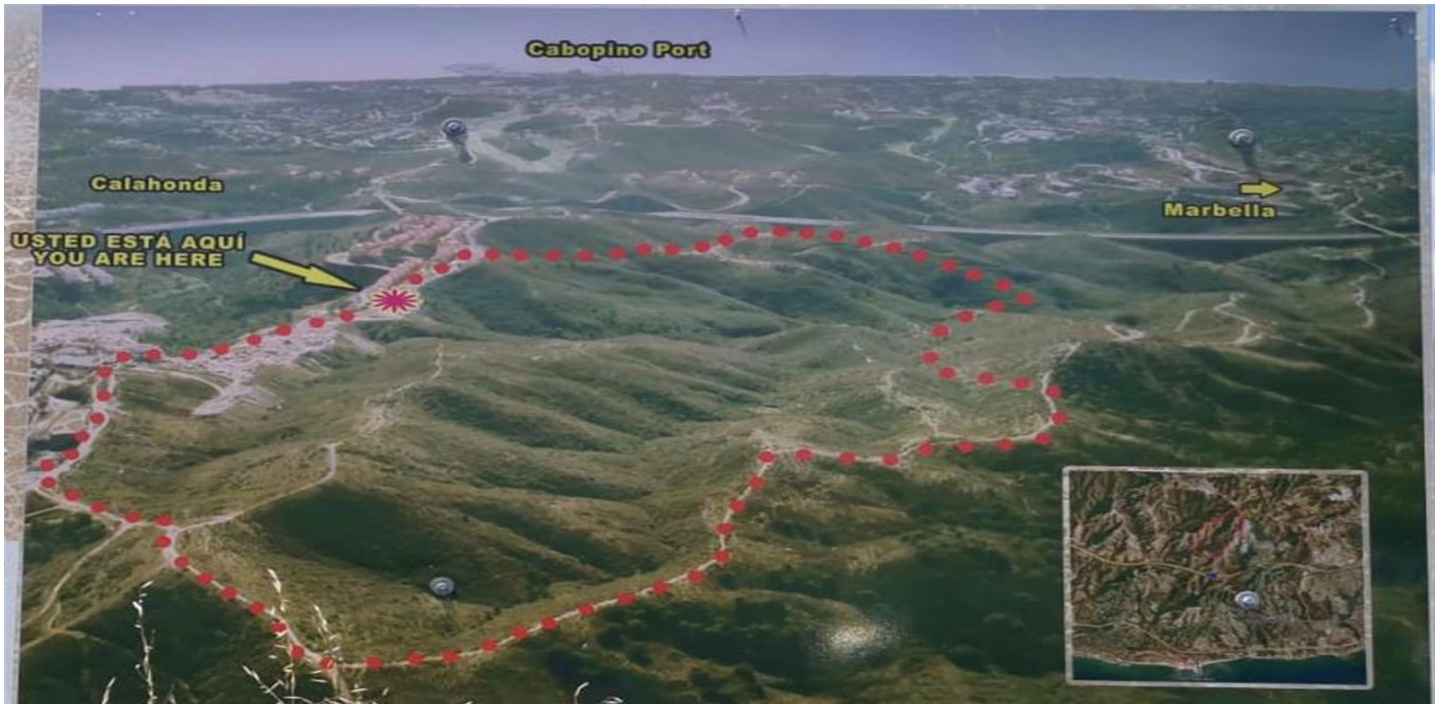 Cabopino Port
Calahonda
Marbella
USTED ESTÁ AQUÍ
YOU ARE HERE